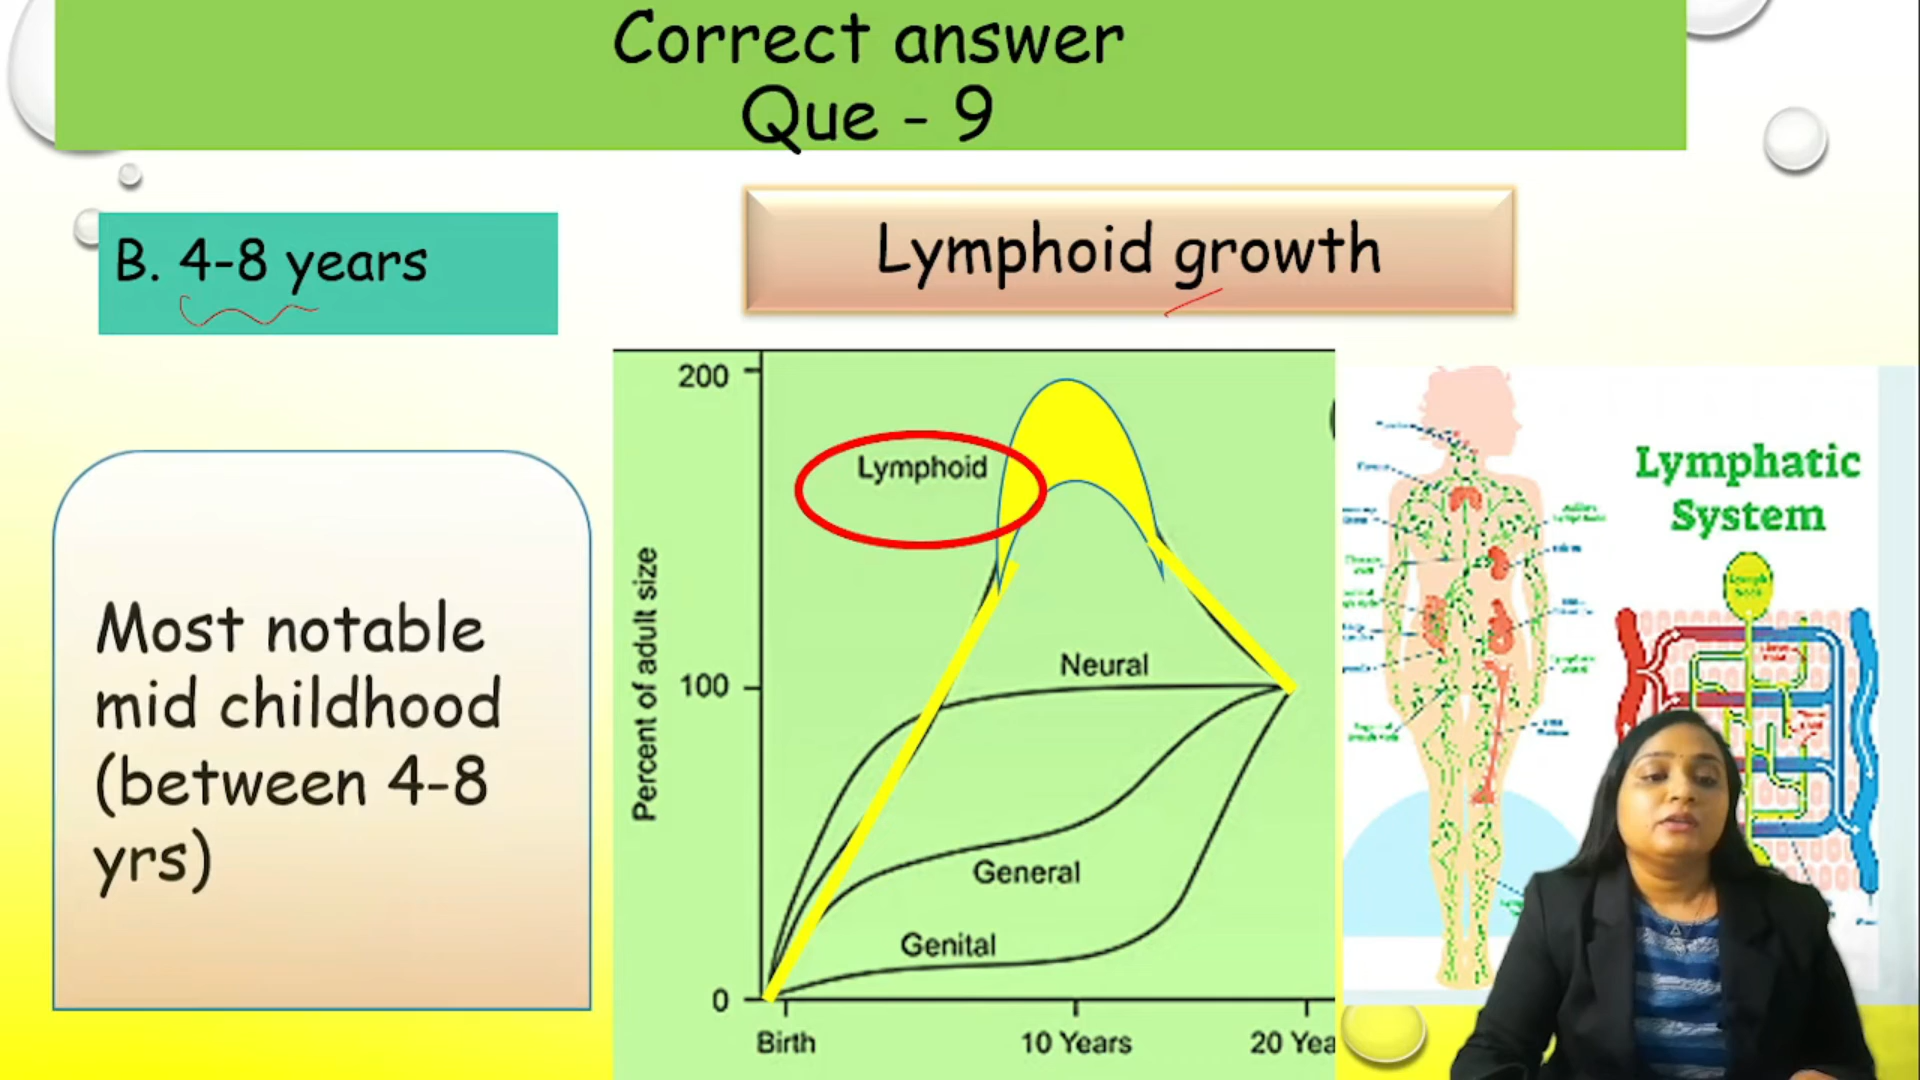 Correct answer
Que - 9
B. 4-8 years
Lymphoid growth
Most notable
mid childhood
(between 4-8
yrs)
Percent of adult size
200
100
0
Lymphoid
Neural
General
Genital
Birth
10 Years
20 Yea
Lymphatic
System